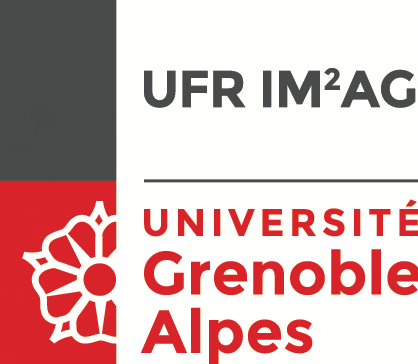 UFR IM²AG
UNIVERSITÉ
Grenoble
Alpes